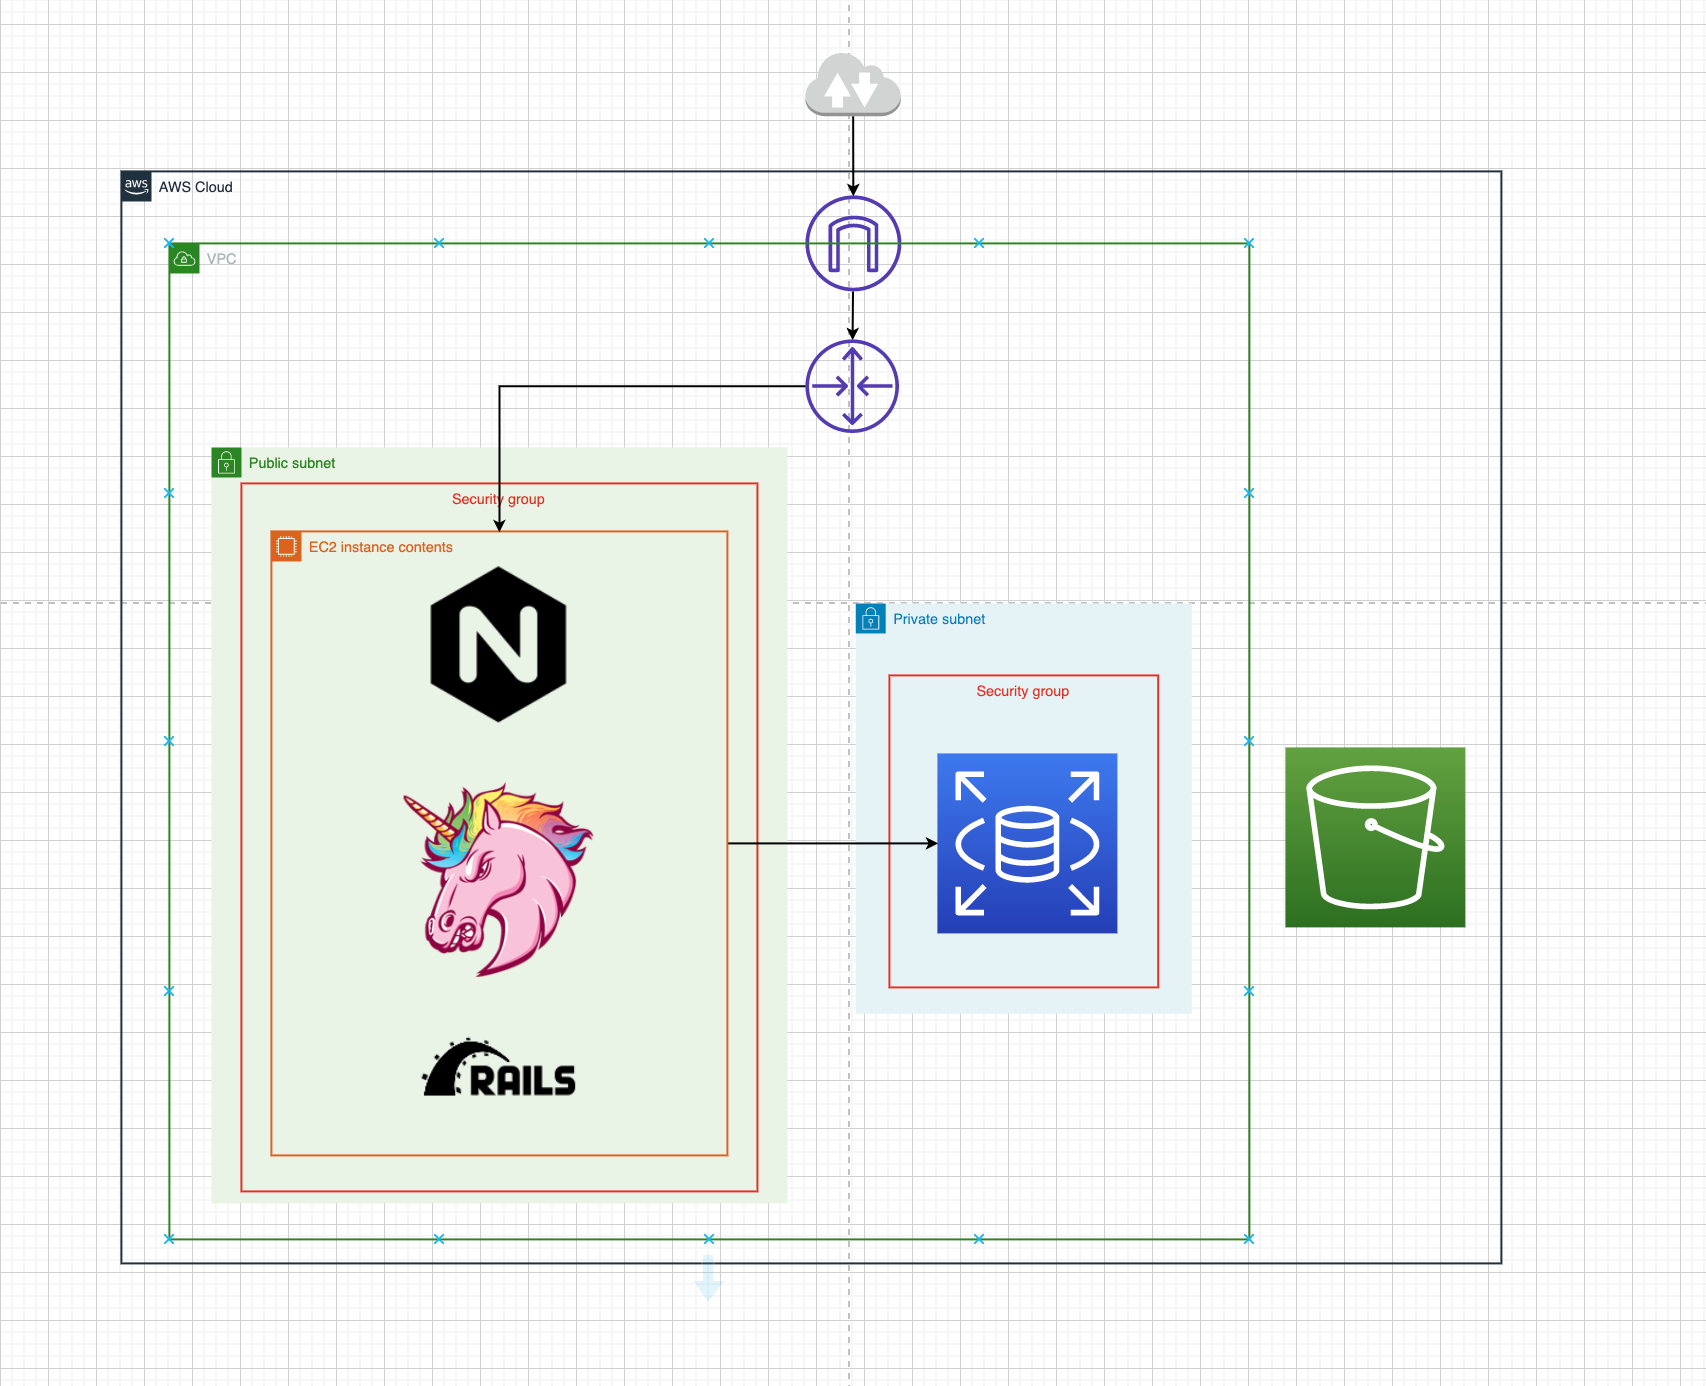 aws
AWS Cloud
VPC
Public subnet
Security group
EC2 instance contents
N
Private subnet
Security group
RAILS